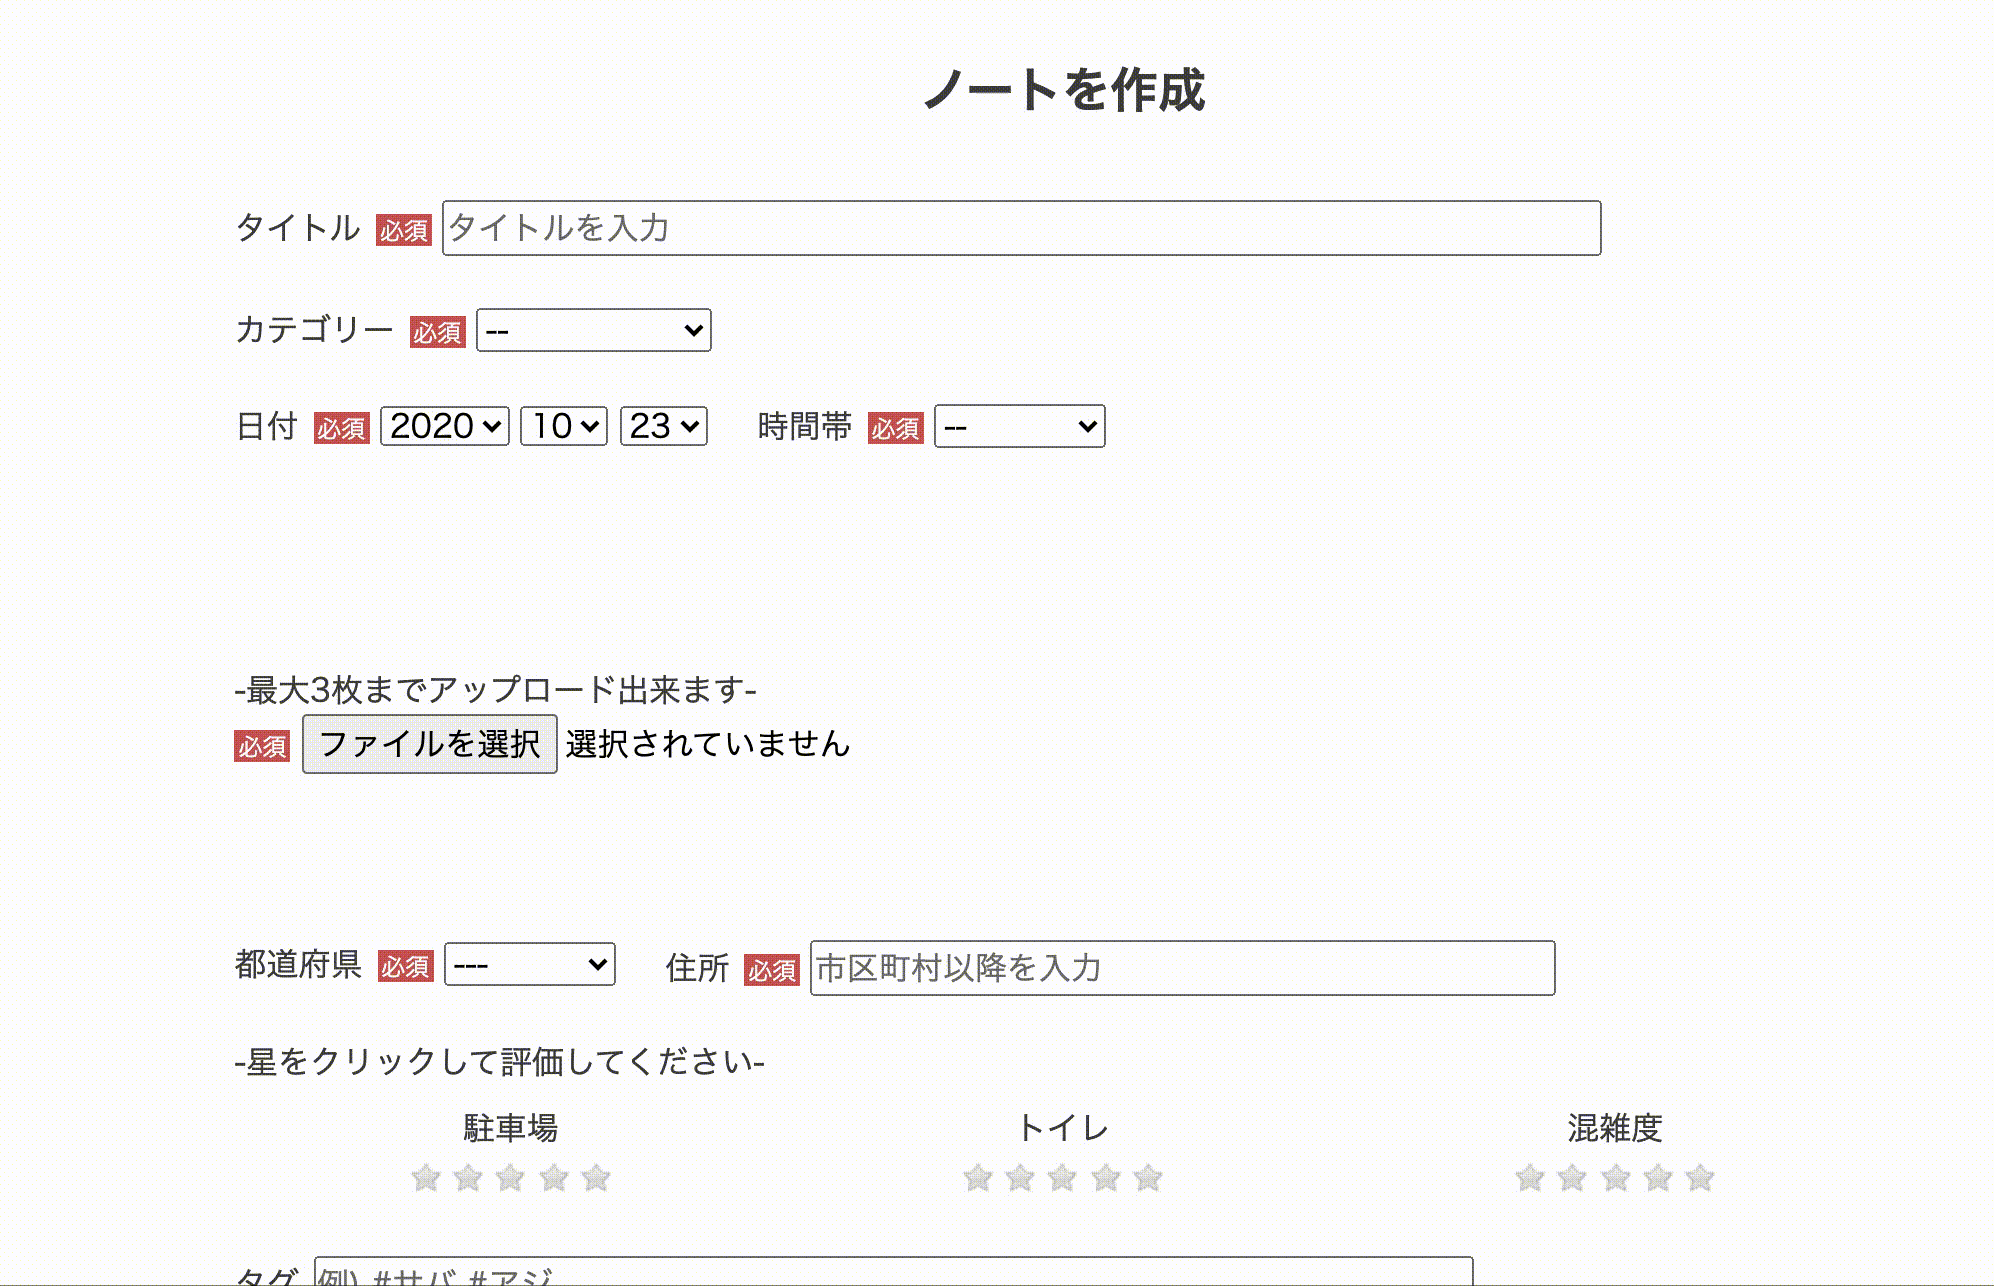 ノートを作成
タイトル 必須 タイトルを入力
カテゴリー 必須 --
日付 必須 2020 10 23 時間帯 必須 --
-最大3枚までアップロード出来ます-
必須 ファイルを選択 選択されていません
都道府県 必須 --- 住所 必須 市区町村以降を入力
-星をクリックして評価してください-
駐車場 トイレ 混雑度
タグ 例) #サバ #アジ